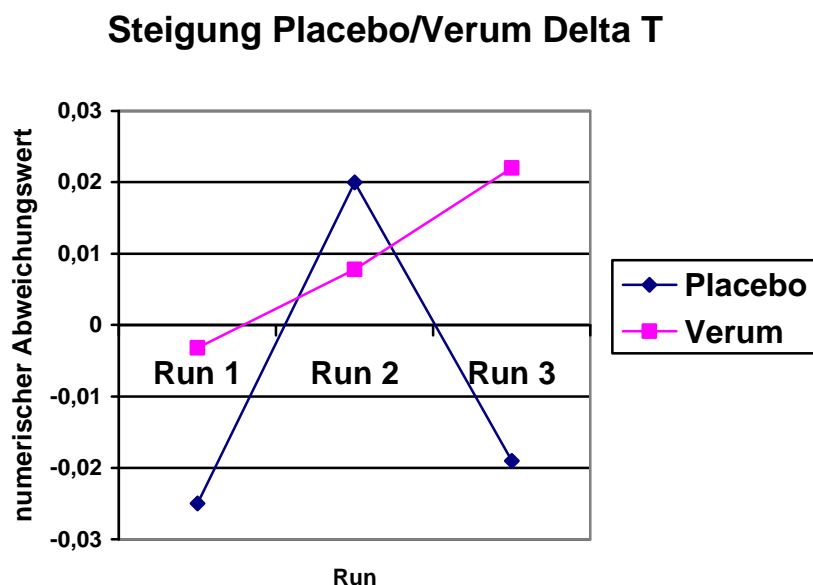 Steigung Placebo/Verum Delta T
numerischer Abweichungswert
0,03
0,02
0,01
0
-0,01
-0,02
-0,03
Run 1 Run 2 Run 3
Run
Placebo
Verum